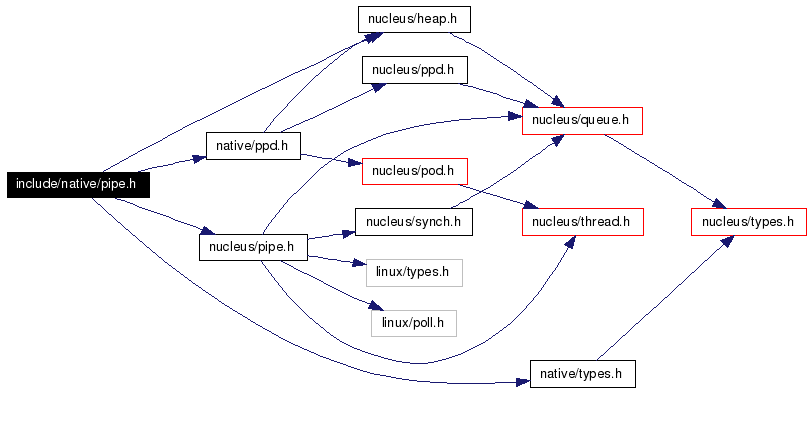 nucleus/heap.h
nucleus/ppd.h
nucleus/queue.h
native/ppd.h
nucleus/pod.h
include/native/pipe.h
nucleus/synch.h
nucleus/thread.h
nucleus/types.h
nucleus/pipe.h
linux/types.h
linux/poll.h
native/types.h